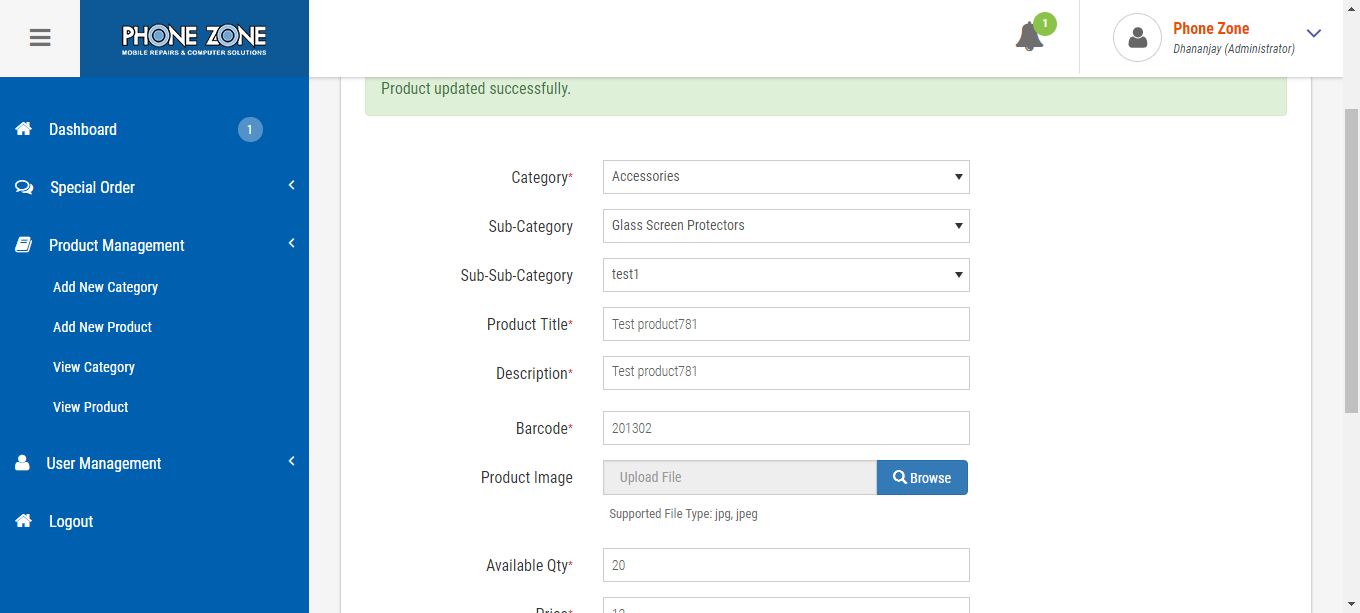 PHONE ZONE
MOBILE REPAIRS & COMPUTER SOLUTIONS
1
Phone Zone
Dhananjay (Administrator)
Dashboard
1
Special Order
Product Management
Add New Category
Add New Product
View Category
View Product
User Management
Logout
Product updated successfully.
Category* Accessories
Sub-Category Glass Screen Protectors
Sub-Sub-Category test1
Product Title* Test product781
Description* Test product781
Barcode* 201302
Product Image Upload File Browse
Supported File Type: jpg, jpeg
Available Qty* 20
Price* 12